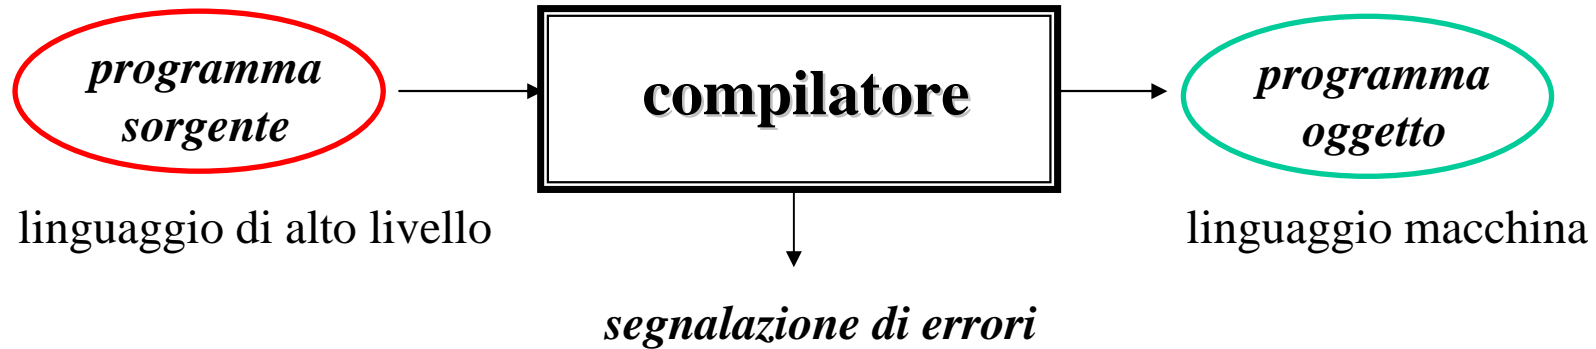 programma
sorgente
compilatore
programma
oggetto
linguaggio di alto livello
linguaggio macchina
segnalazione di errori